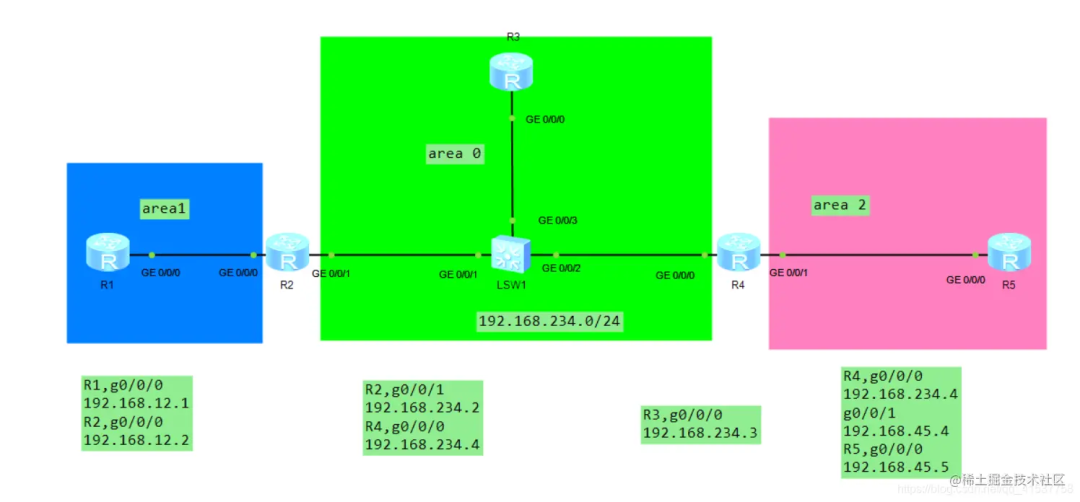 R3
GE 0/0/0
area 0
area 2
area1
GE 0/0/3
GE 0/0/0
GE 0/0/0
GE 0/0/1
GE 0/0/1
GE 0/0/2
GE 0/0/0
GE 0/0/1
GE 0/0/0
R1
R2
LSW1
R4
R5
192.168.234.0/24
R1,g0/0/0
192.168.12.1
R2,g0/0/0
192.168.12.2
R2,g0/0/1
192.168.234.2
R4,g0/0/0
192.168.234.4
R3,g0/0/0
192.168.234.3
R4,g0/0/0
192.168.234.4
g0/0/1
192.168.45.4
R5,g0/0/0
192.168.45.5
@稀土掘金技术社区